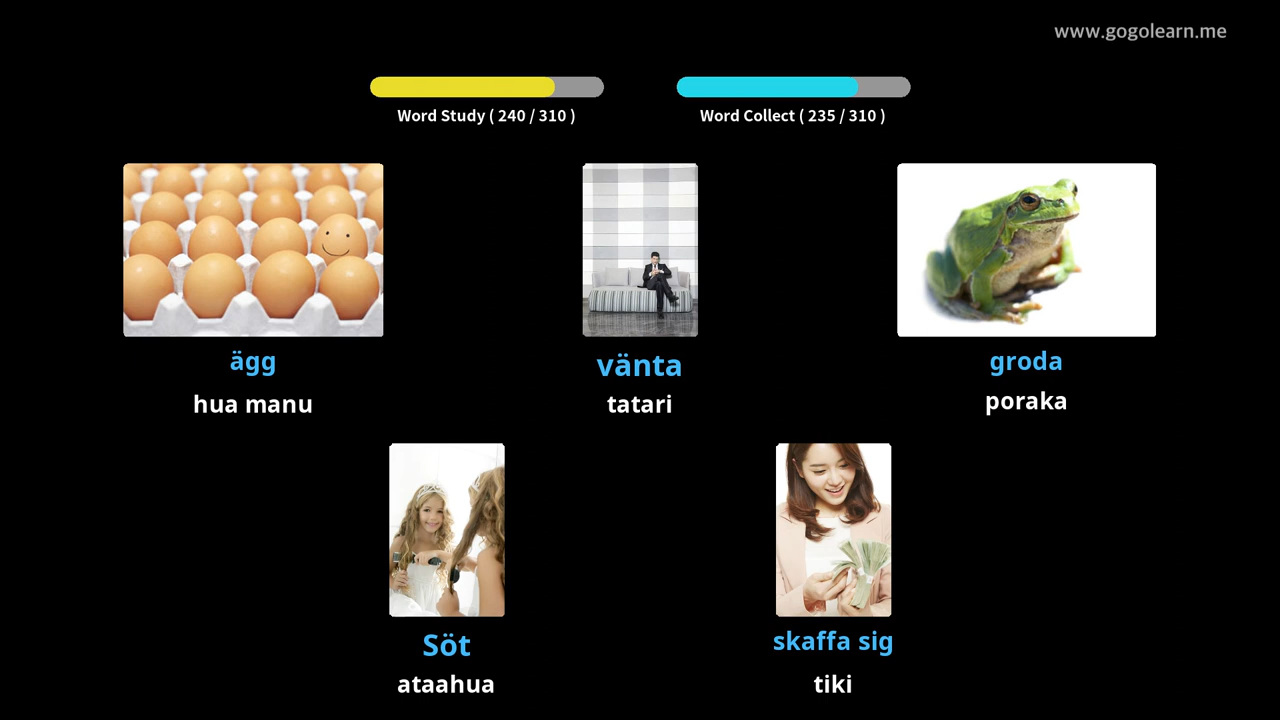 www.gogolearn.me
Word Study ( 240 / 310 )
Word Collect ( 235 / 310 )
ägg
hua manu
vänta
tatari
groda
poraka
Söt
ataahua
skaffa sig
tiki